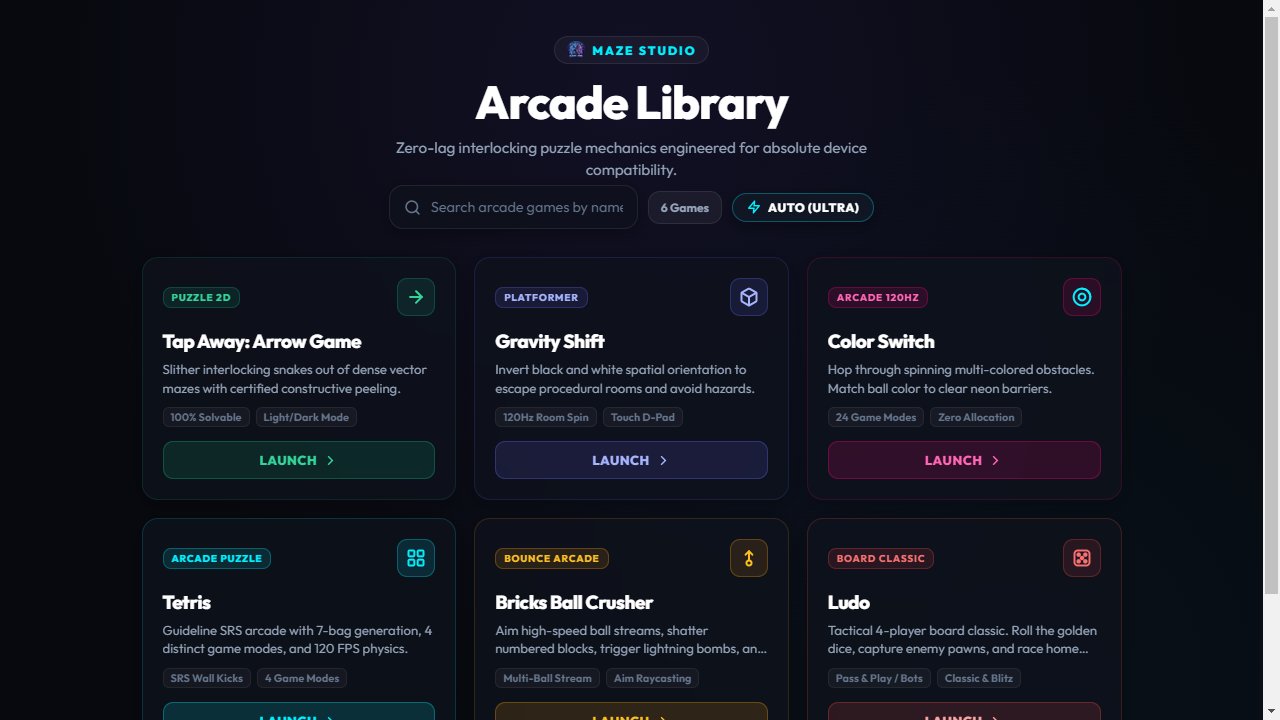 MAZE STUDIO
Arcade Library
Zero-lag interlocking puzzle mechanics engineered for absolute device
compatibility.
Search arcade games by name
6 Games
AUTO (ULTRA)
PUZZLE 2D
Tap Away: Arrow Game
Slither interlocking snakes out of dense vector
mazes with certified constructive peeling.
100% Solvable
Light/Dark Mode
LAUNCH
PLATFORMER
Gravity Shift
Invert black and white spatial orientation to
escape procedural rooms and avoid hazards.
120Hz Room Spin
Touch D-Pad
LAUNCH
ARCADE 120HZ
Color Switch
Hop through spinning multi-colored obstacles.
Match ball color to clear neon barriers.
24 Game Modes
Zero Allocation
LAUNCH
ARCADE PUZZLE
Tetris
Guideline SRS arcade with 7-bag generation, 4
distinct game modes, and 120 FPS physics.
SRS Wall Kicks
4 Game Modes
LAUNCH
BOUNCE ARCADE
Bricks Ball Crusher
Aim high-speed ball streams, shatter
numbered blocks, trigger lightning bombs, an...
Multi-Ball Stream
Aim Raycasting
LAUNCH
BOARD CLASSIC
Ludo
Tactical 4-player board classic. Roll the golden
dice, capture enemy pawns, and race home...
Pass & Play / Bots
Classic & Blitz
LAUNCH